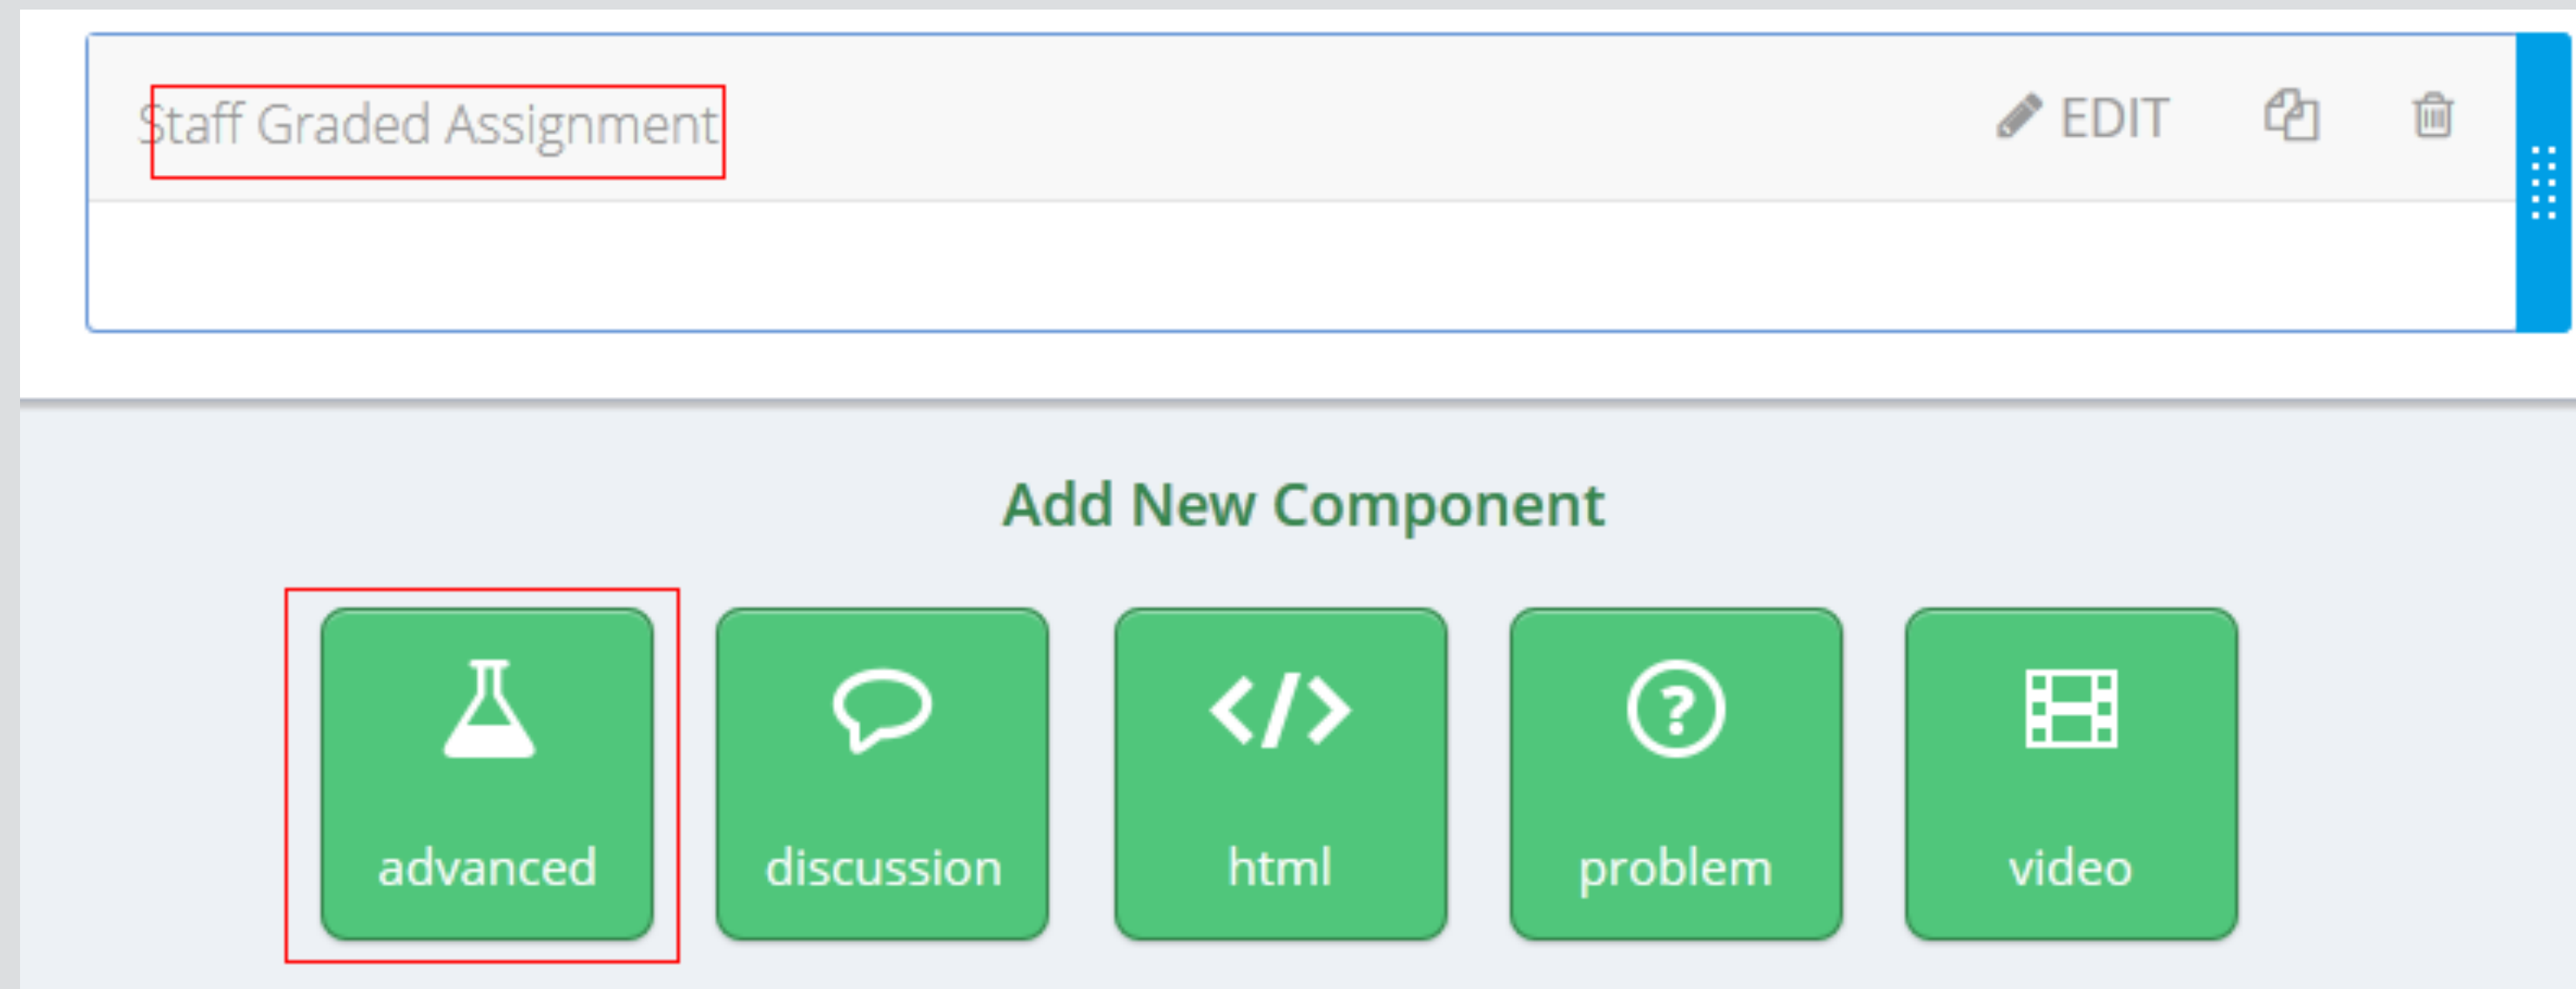 Staff Graded Assignment
EDIT
Add New Component
advanced
discussion
html
problem
video